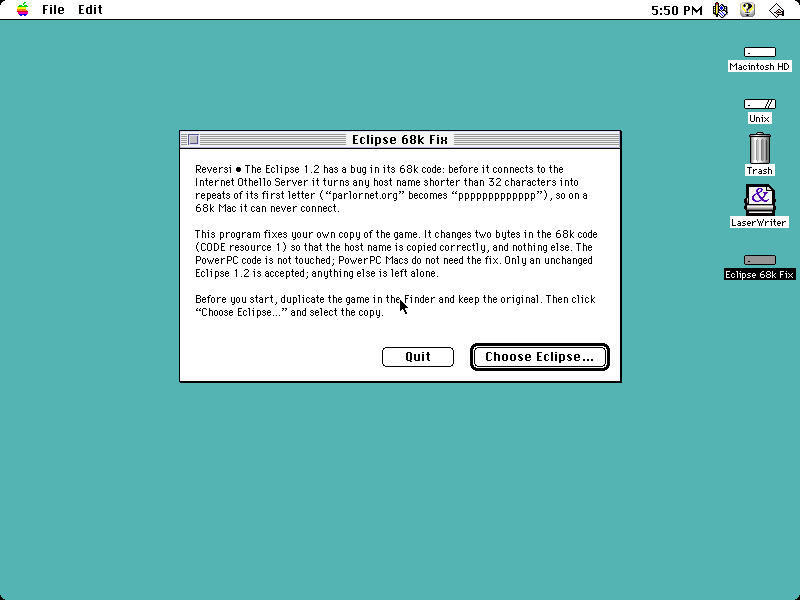 File Edit 5:50 PM
Macintosh HD
Unix
Trash
LaserWriter
Eclipse 68k Fix
Eclipse 68k Fix
Reversi • The Eclipse 1.2 has a bug in its 68k code: before it connects to the
Internet Othello Server it turns any host name shorter than 32 characters into
repeats of its first letter (“parlornet.org” becomes “ppppppppppppp”), so on a
68k Mac it can never connect.
This program fixes your own copy of the game. It changes two bytes in the 68k code
(CODE resource 1) so that the host name is copied correctly, and nothing else. The
PowerPC code is not touched; PowerPC Macs do not need the fix. Only an unchanged
Eclipse 1.2 is accepted; anything else is left alone.
Before you start, duplicate the game in the Finder and keep the original. Then click
“Choose Eclipse...” and select the copy.
Quit
Choose Eclipse...